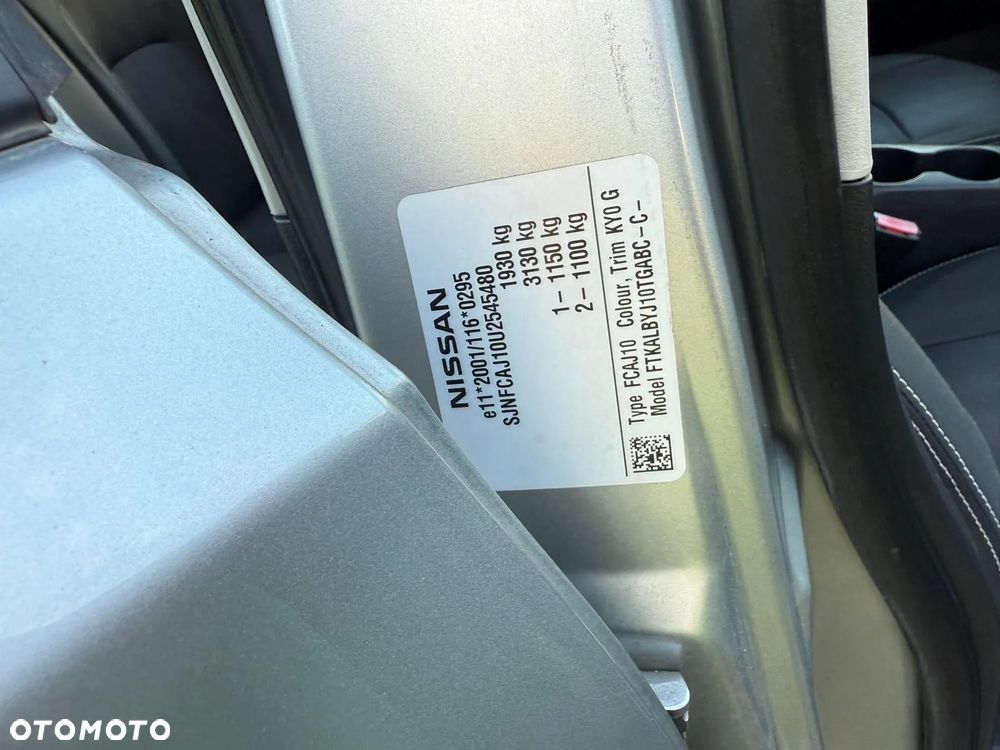 NISSAN
e11*2001/116*0295
SJNFCAJ10U2545480
1930 kg
3130 kg
1– 1150 kg
2– 1100 kg
Type FCAJ10 Colour, Trim KY0 G
Model FTKALBYJ10TGABC–C–
OTOMOTO